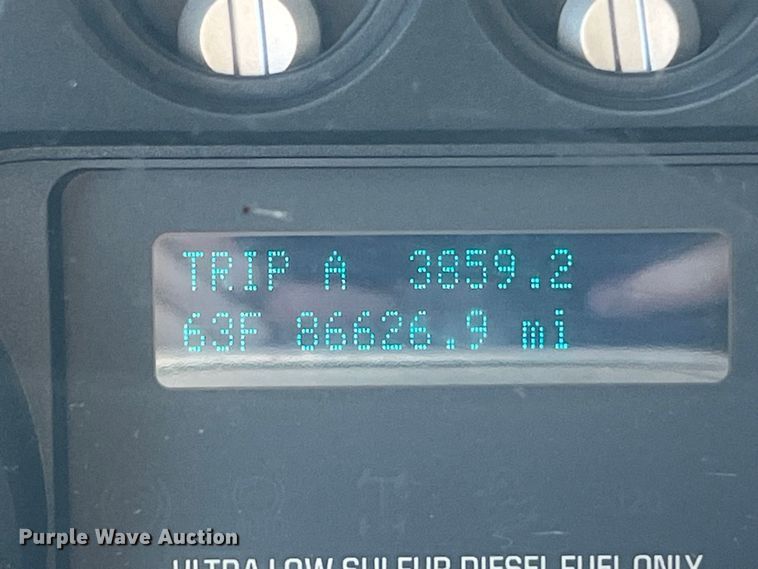 TRIP A 3859.2
63F 86626.9 mi
Purple Wave Auction
ULTRA LOW SULFUR DIESEL FUEL ONLY